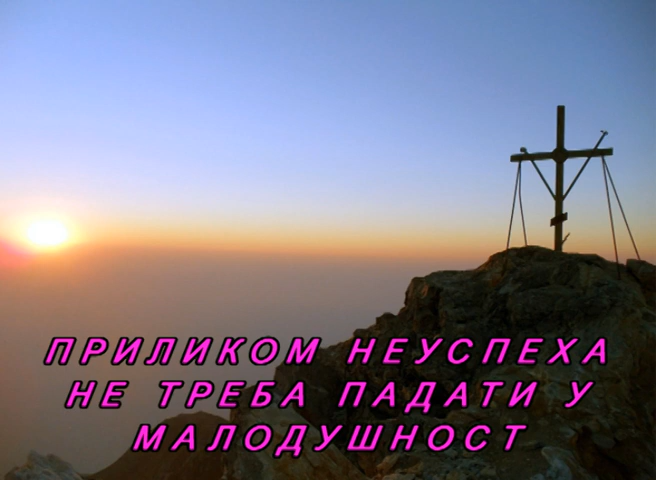 ПРИЛИКОМ НЕУСПЕХА
НЕ ТРЕБА ПАДАТИ У
МАЛОДУШНОСТ